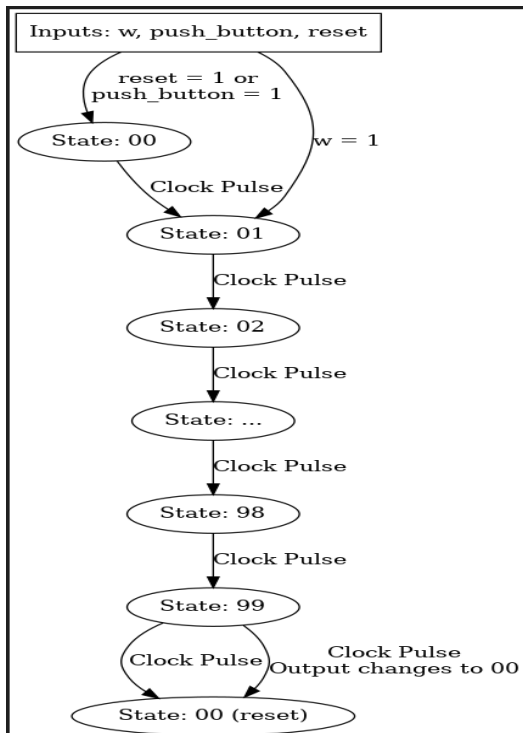 Inputs: w, push_button, reset
reset = 1 or
push_button = 1
State: 00
w = 1
Clock Pulse
State: 01
Clock Pulse
State: 02
Clock Pulse
State: ...
Clock Pulse
State: 98
Clock Pulse
State: 99
Clock Pulse
Clock Pulse
Output changes to 00
State: 00 (reset)